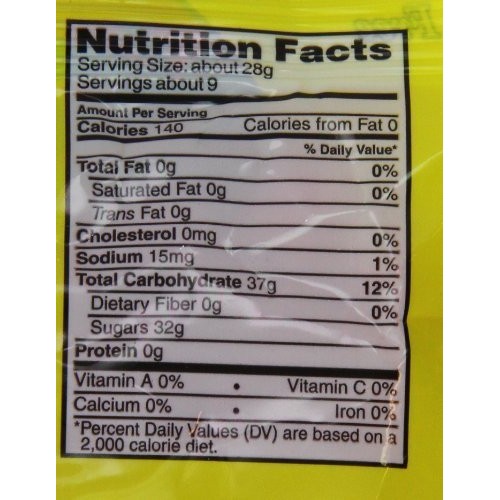 Nutrition Facts
Serving Size: about 28g
Servings about 9
Amount Per Serving
Calories 140 Calories from Fat 0
% Daily Value*
Total Fat 0g 0%
Saturated Fat 0g 0%
Trans Fat 0g
Cholesterol 0mg 0%
Sodium 15mg 1%
Total Carbohydrate 37g 12%
Dietary Fiber 0g 0%
Sugars 32g
Protein 0g
Vitamin A 0% • Vitamin C 0%
Calcium 0% • Iron 0%
*Percent Daily Values (DV) are based on a
2,000 calorie diet.